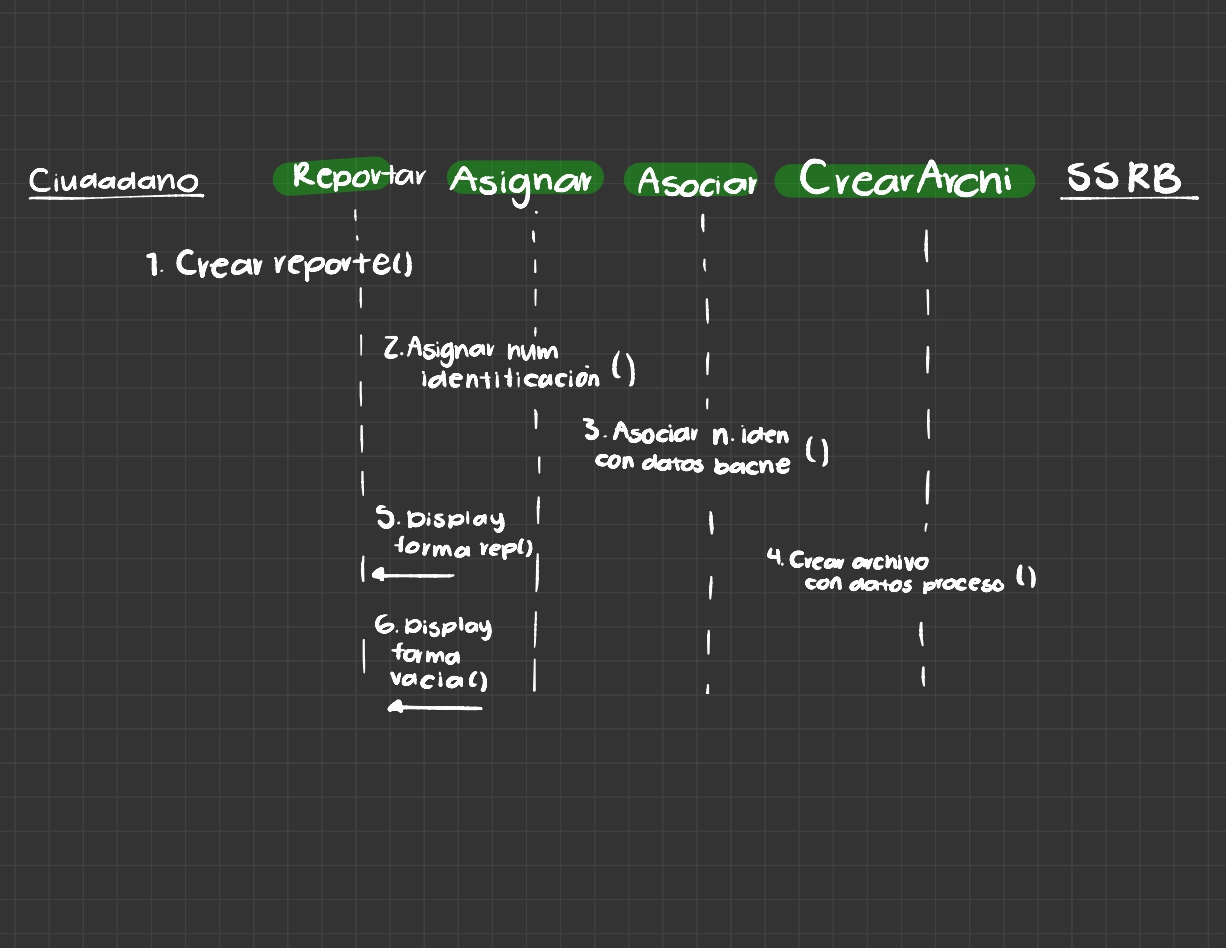 Ciudadano Reportar Asignar Asociar CrearArchi SSRB
1. Crear reporte()
2. Asignar num
identificación ()
3. Asociar n. iden
con datos bacne ()
5. Display
forma rep()
4. Crear archivo
con datos proceso ()
6. Display
forma
vacia()